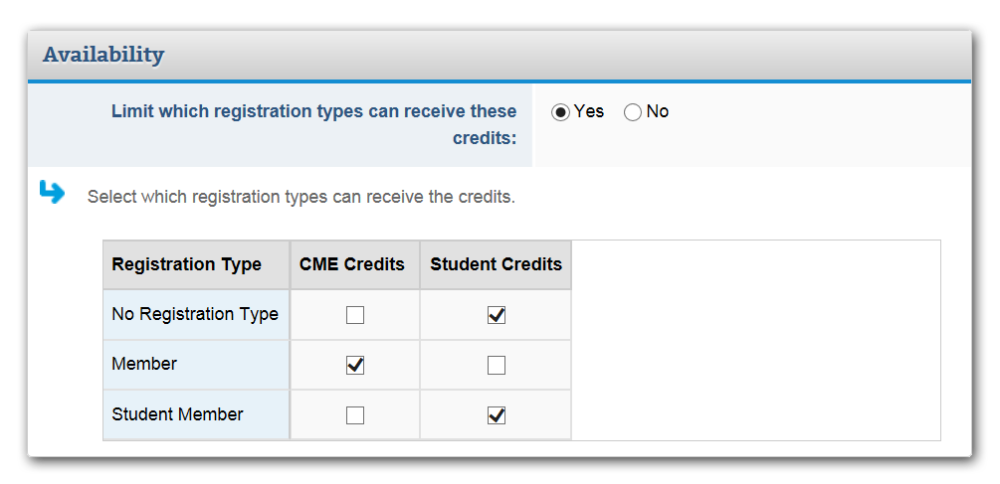 Availability
Limit which registration types can receive these
credits:
Yes No
Select which registration types can receive the credits.
Registration Type CME Credits Student Credits
No Registration Type
Member
Student Member